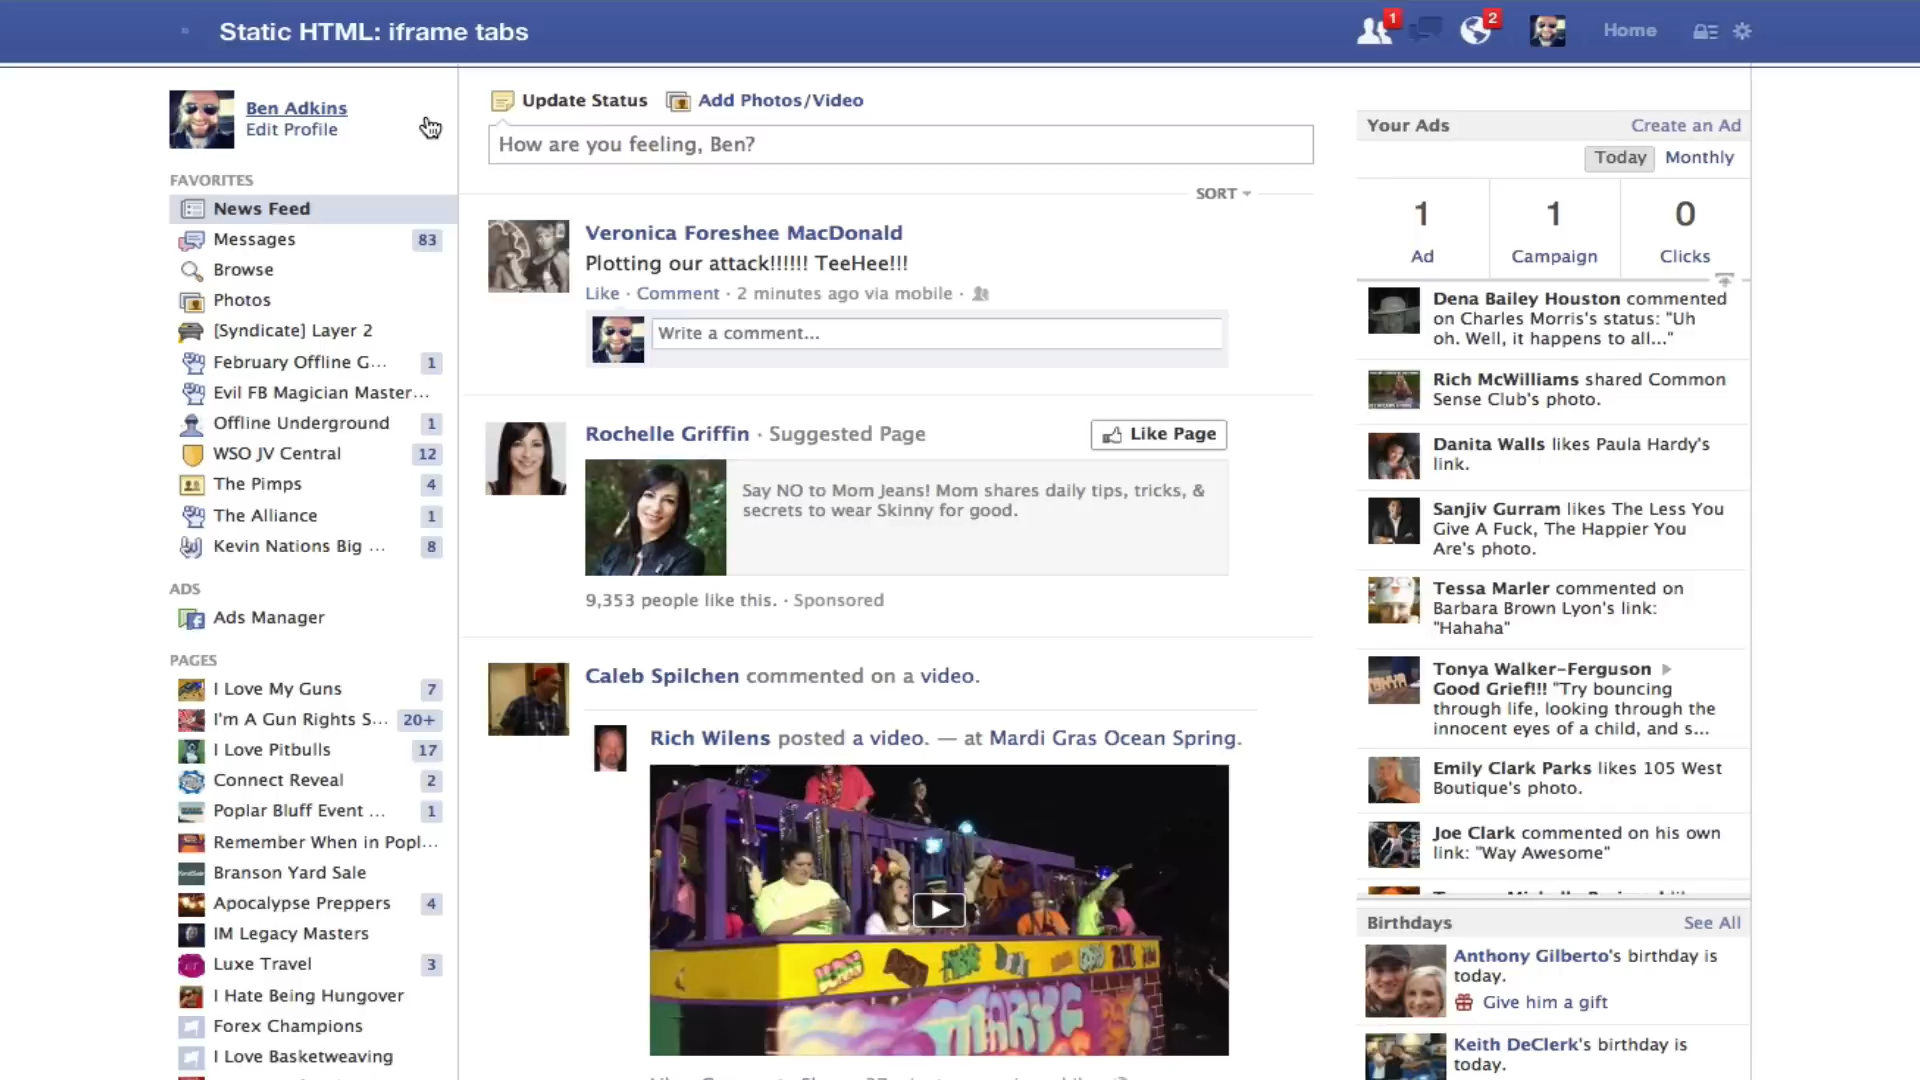 Static HTML: iframe tabs
1
2
Home
Ben Adkins
Edit Profile
FAVORITES
News Feed
Messages 83
Browse
Photos
[Syndicate] Layer 2
February Offline G... 1
Evil FB Magician Master...
Offline Underground 1
WSO JV Central 12
The Pimps 4
The Alliance 1
Kevin Nations Big ... 8
ADS
Ads Manager
PAGES
I Love My Guns 7
I'm A Gun Rights S... 20+
I Love Pitbulls 17
Connect Reveal 2
Poplar Bluff Event ... 1
Remember When in Popl...
Branson Yard Sale
Apocalypse Preppers 4
IM Legacy Masters
Luxe Travel 3
I Hate Being Hungover
Forex Champions
I Love Basketweaving
Update Status Add Photos/Video
How are you feeling, Ben?
SORT
Veronica Foreshee MacDonald
Plotting our attack!!!!!! TeeHee!!!
Like · Comment · 2 minutes ago via mobile ·
Write a comment...
Rochelle Griffin · Suggested Page
Like Page
Say NO to Mom Jeans! Mom shares daily tips, tricks, &
secrets to wear Skinny for good.
9,353 people like this. · Sponsored
Caleb Spilchen commented on a video.
Rich Wilens posted a video. — at Mardi Gras Ocean Spring.
Your Ads Create an Ad
Today Monthly
1 1 0
Ad Campaign Clicks
Dena Bailey Houston commented
on Charles Morris's status: "Uh
oh. Well, it happens to all..."
Rich McWilliams shared Common
Sense Club's photo.
Danita Walls likes Paula Hardy's
link.
Sanjiv Gurram likes The Less You
Give A Fuck, The Happier You
Are's photo.
Tessa Marler commented on
Barbara Brown Lyon's link:
"Hahaha"
Tonya Walker-Ferguson
Good Grief!!! "Try bouncing
through life, looking through the
innocent eyes of a child, and s...
Emily Clark Parks likes 105 West
Boutique's photo.
Joe Clark commented on his own
link: "Way Awesome"
Birthdays See All
Anthony Gilberto's birthday is
today.
Give him a gift
Keith DeClerk's birthday is
today.